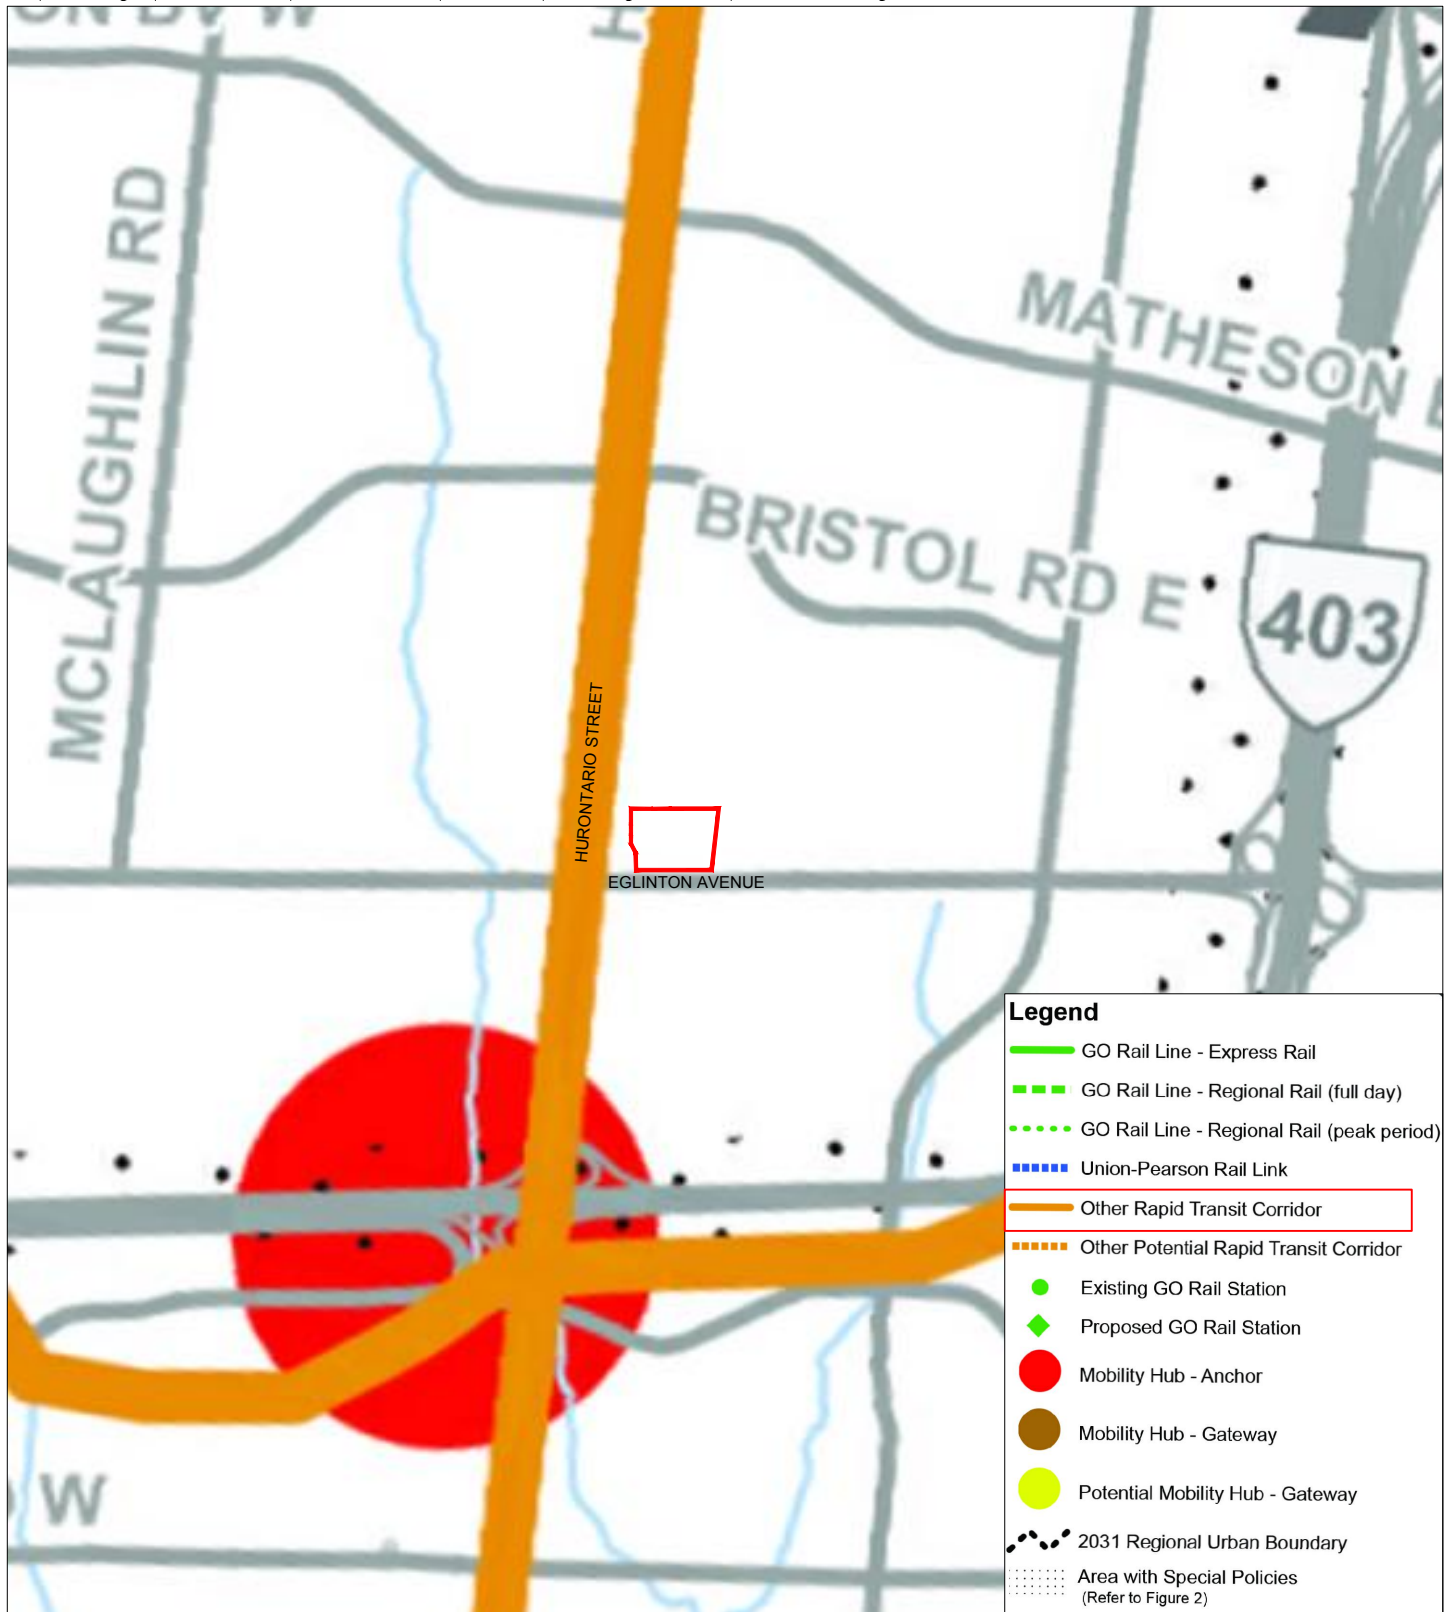 W
MCLAUGHLIN RD
MATHESON
BRISTOL RD E
403
HURONTARIO STREET
EGLINTON AVENUE
W
Legend
GO Rail Line - Express Rail
GO Rail Line - Regional Rail (full day)
GO Rail Line - Regional Rail (peak period)
Union-Pearson Rail Link
Other Rapid Transit Corridor
Other Potential Rapid Transit Corridor
Existing GO Rail Station
Proposed GO Rail Station
Mobility Hub - Anchor
Mobility Hub - Gateway
Potential Mobility Hub - Gateway
2031 Regional Urban Boundary
Area with Special Policies
(Refer to Figure 2)